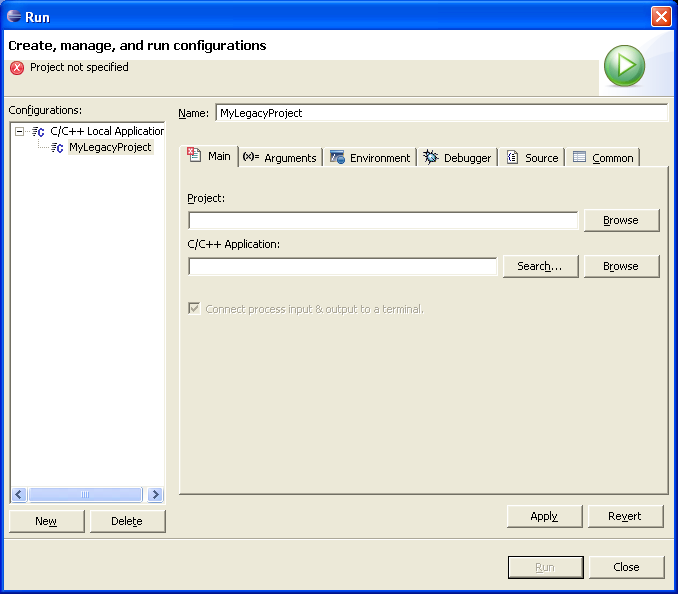 Run
Create, manage, and run configurations
Project not specified
Configurations:
C/C++ Local Application
MyLegacyProject
New
Delete
Name:
MyLegacyProject
Main
(x)= Arguments
Environment
Debugger
Source
Common
Project:
Browse
C/C++ Application:
Search...
Browse
Connect process input & output to a terminal.
Apply
Revert
Run
Close